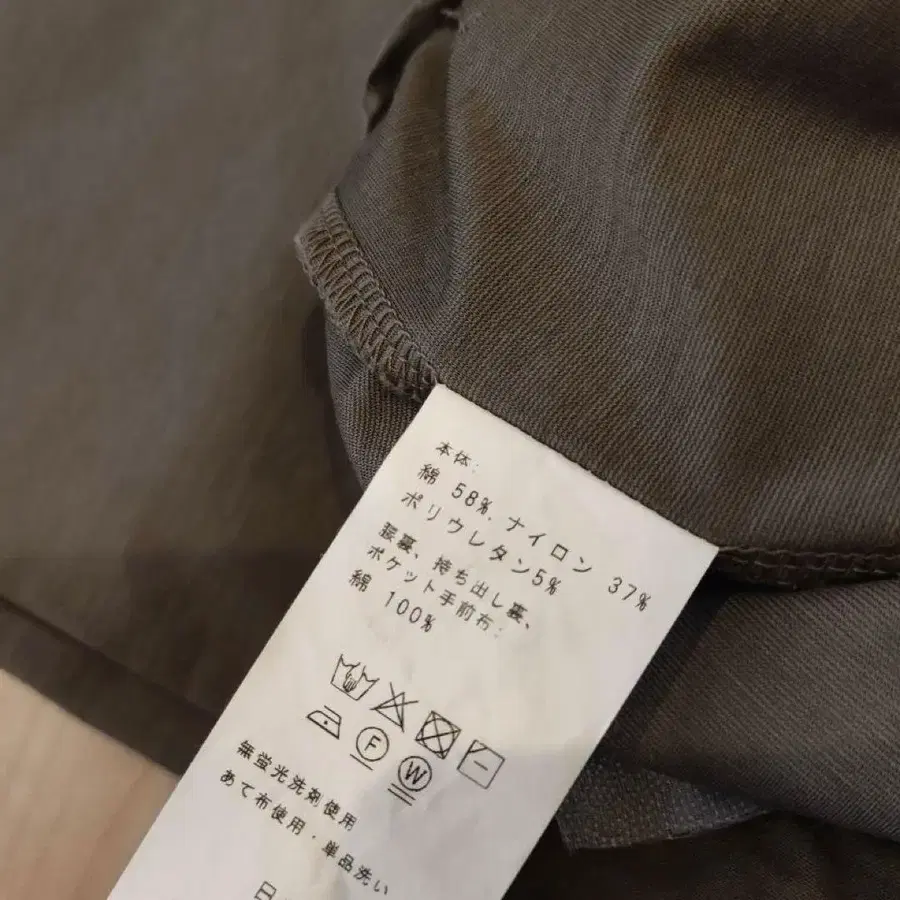 本体:
綿 58%、ナイロン 37%
ポリウレタン5%
腰裏、持ち出し裏、
ポケット手前布:
綿 100%
F
W
無蛍光洗剤使用
あて布使用・単品洗い